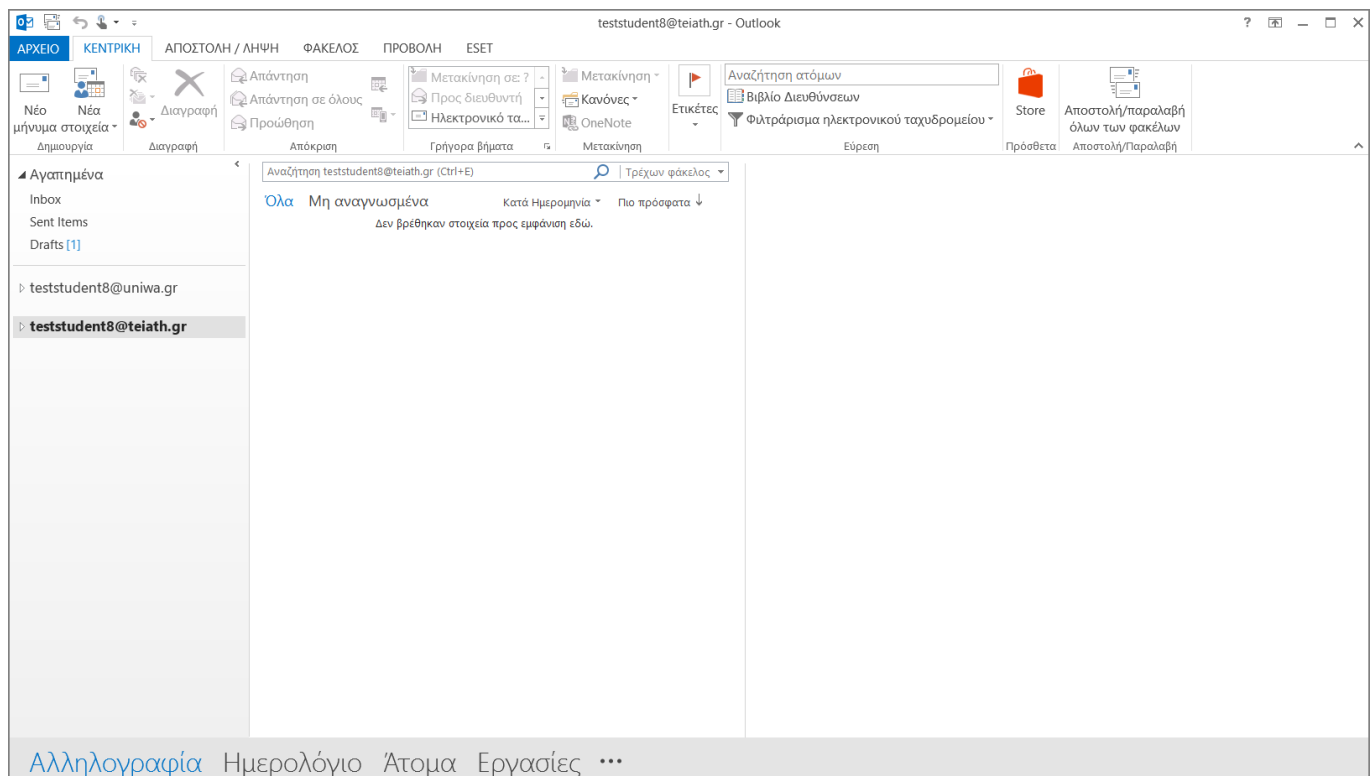 teststudent8@teiath.gr - Outlook
ΑΡΧΕΙΟ ΚΕΝΤΡΙΚΗ ΑΠΟΣΤΟΛΗ / ΛΗΨΗ ΦΑΚΕΛΟΣ ΠΡΟΒΟΛΗ ESET
Νέο μήνυμα
Νέα στοιχεία
Δημιουργία
Διαγραφή
Διαγραφή
Απάντηση
Απάντηση σε όλους
Προώθηση
Απόκριση
Μετακίνηση σε: ?
Προς διευθυντή
Ηλεκτρονικό τα...
Γρήγορα βήματα
Μετακίνηση
Κανόνες
OneNote
Μετακίνηση
Ετικέτες
Αναζήτηση ατόμων
Βιβλίο Διευθύνσεων
Φιλτράρισμα ηλεκτρονικού ταχυδρομείου
Εύρεση
Store
Πρόσθετα
Αποστολή/παραλαβή
όλων των φακέλων
Αποστολή/Παραλαβή
Αγαπημένα
Inbox
Sent Items
Drafts [1]
teststudent8@uniwa.gr
teststudent8@teiath.gr
Αναζήτηση teststudent8@teiath.gr (Ctrl+E) Τρέχων φάκελος
Όλα Μη αναγνωσμένα Κατά Ημερομηνία Πιο πρόσφατα
Δεν βρέθηκαν στοιχεία προς εμφάνιση εδώ.
Αλληλογραφία Ημερολόγιο Άτομα Εργασίες ...